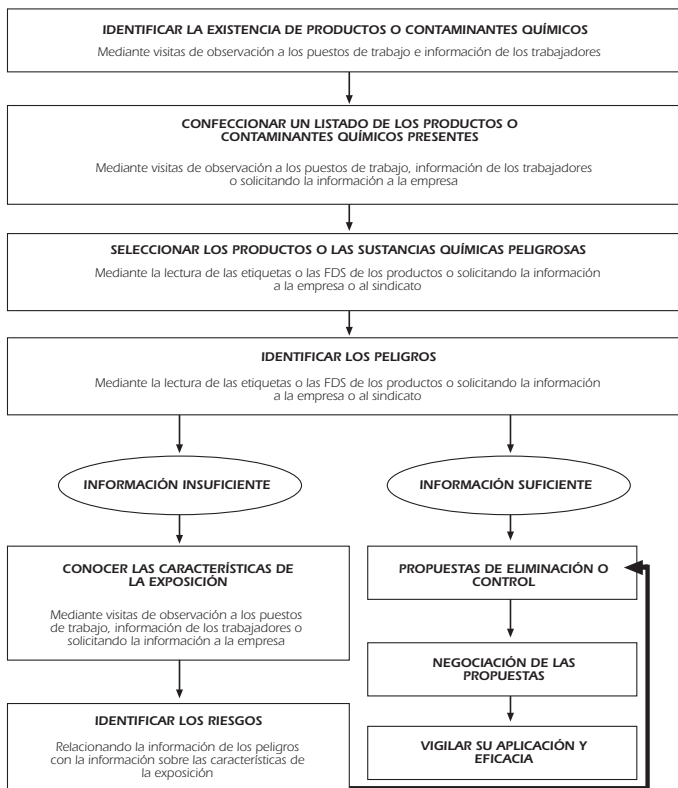 IDENTIFICAR LA EXISTENCIA DE PRODUCTOS O CONTAMINANTES QUÍMICOS
Mediante visitas de observación a los puestos de trabajo e información de los trabajadores
CONFECCIONAR UN LISTADO DE LOS PRODUCTOS O
CONTAMINANTES QUÍMICOS PRESENTES
Mediante visitas de observación a los puestos de trabajo, información de los trabajadores
o solicitando la información a la empresa
SELECCIONAR LOS PRODUCTOS O LAS SUSTANCIAS QUÍMICAS PELIGROSAS
Mediante la lectura de las etiquetas o las FDS de los productos o solicitando la información
a la empresa o al sindicato
IDENTIFICAR LOS PELIGROS
Mediante la lectura de las etiquetas o las FDS de los productos o solicitando la información
a la empresa o al sindicato
INFORMACIÓN INSUFICIENTE
INFORMACIÓN SUFICIENTE
CONOCER LAS CARACTERÍSTICAS DE
LA EXPOSICIÓN
Mediante visitas de observación a los puestos
de trabajo, información de los trabajadores o
solicitando la información a la empresa
PROPUESTAS DE ELIMINACIÓN O
CONTROL
NEGOCIACIÓN DE LAS
PROPUESTAS
IDENTIFICAR LOS RIESGOS
Relacionando la información de los peligros
con la información sobre las características de
la exposición
VIGILAR SU APLICACIÓN Y
EFICACIA